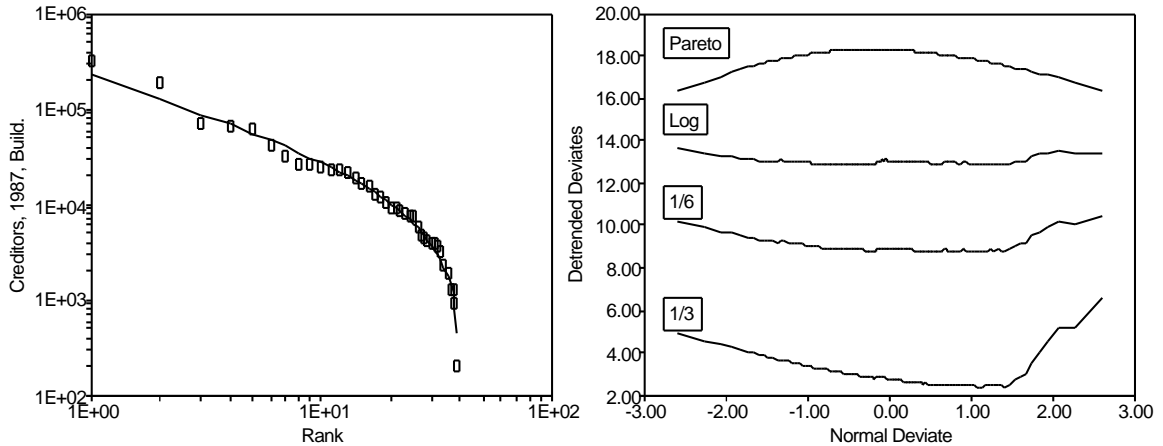 1E+06
1E+05
1E+04
1E+03
1E+02
1E+00
1E+01
1E+02
Rank
Creditors, 1987, Build.
20.00
18.00
16.00
14.00
12.00
10.00
8.00
6.00
4.00
2.00
-3.00
-2.00
-1.00
0.00
1.00
2.00
3.00
Normal Deviate
Detrended Deviates
Pareto
Log
1/6
1/3